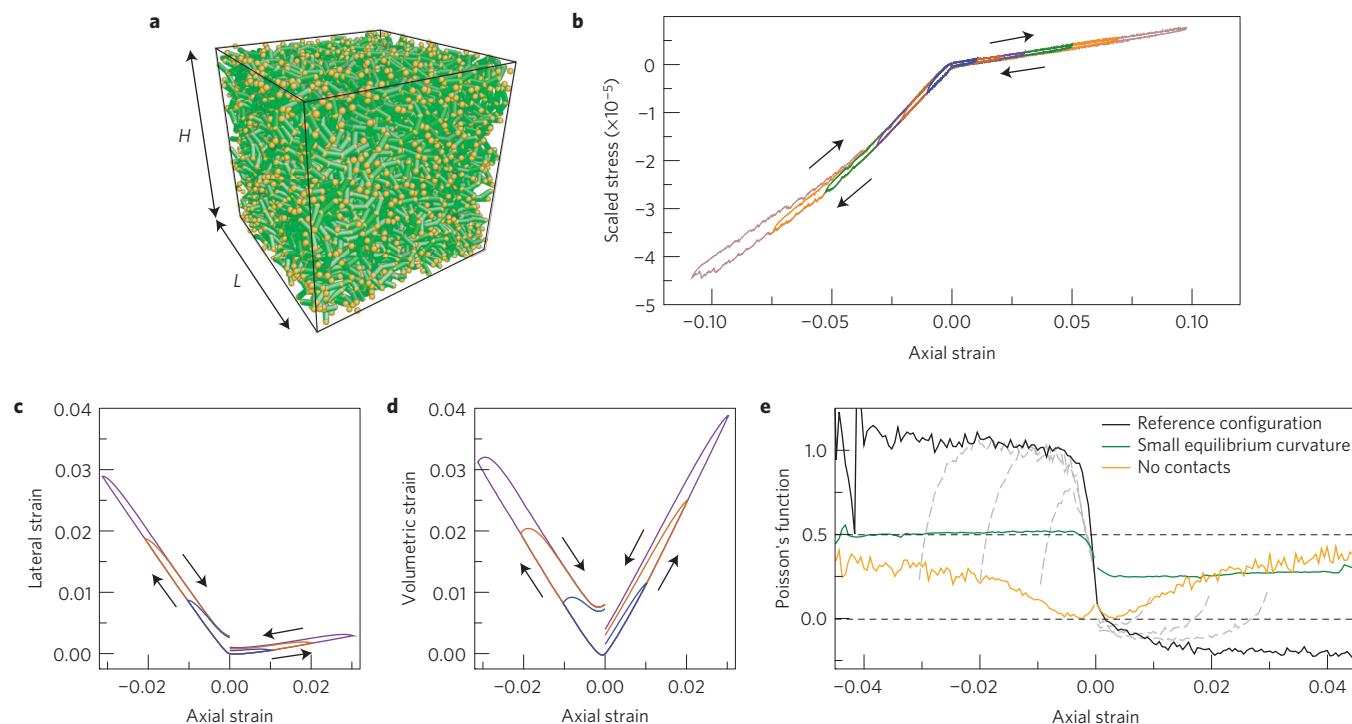 a
H
L
b
0
−1
−2
−3
−4
−5
Scaled stress (×10⁻⁵)
−0.10
−0.05
0.00
0.05
0.10
Axial strain
c
0.04
0.03
0.02
0.01
0.00
Lateral strain
−0.02
0.00
0.02
Axial strain
d
0.04
0.03
0.02
0.01
0.00
Volumetric strain
−0.02
0.00
0.02
Axial strain
e
Reference configuration
Small equilibrium curvature
No contacts
1.0
0.5
0.0
Poisson's function
−0.04
−0.02
0.00
0.02
0.04
Axial strain